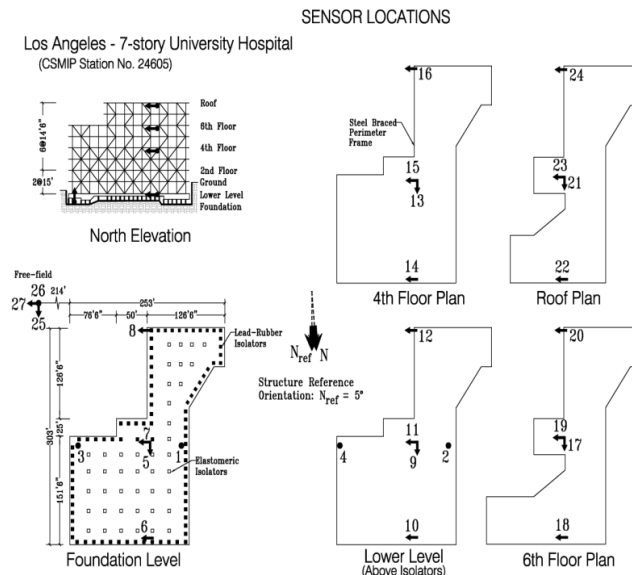 SENSOR LOCATIONS
Los Angeles - 7-story University Hospital
(CSMIP Station No. 24605)
6@14'6"
2@15'
Roof
6th Floor
4th Floor
2nd Floor
Ground
Lower Level
Foundation
North Elevation
16
Steel Braced
Perimeter
Frame
15
13
14
4th Floor Plan
24
23
21
22
Roof Plan
Free-field
26
27
25
214'
253'
76'6"
50'
126'6"
8
Lead-Rubber
Isolators
126'6"
303'
25'
151'6"
7
3
5
1
Elastomeric
Isolators
6
Foundation Level
Nref N
Structure Reference
Orientation: Nref = 5°
12
11
4
9
2
10
Lower Level
(Above Isolators)
20
19
17
18
6th Floor Plan